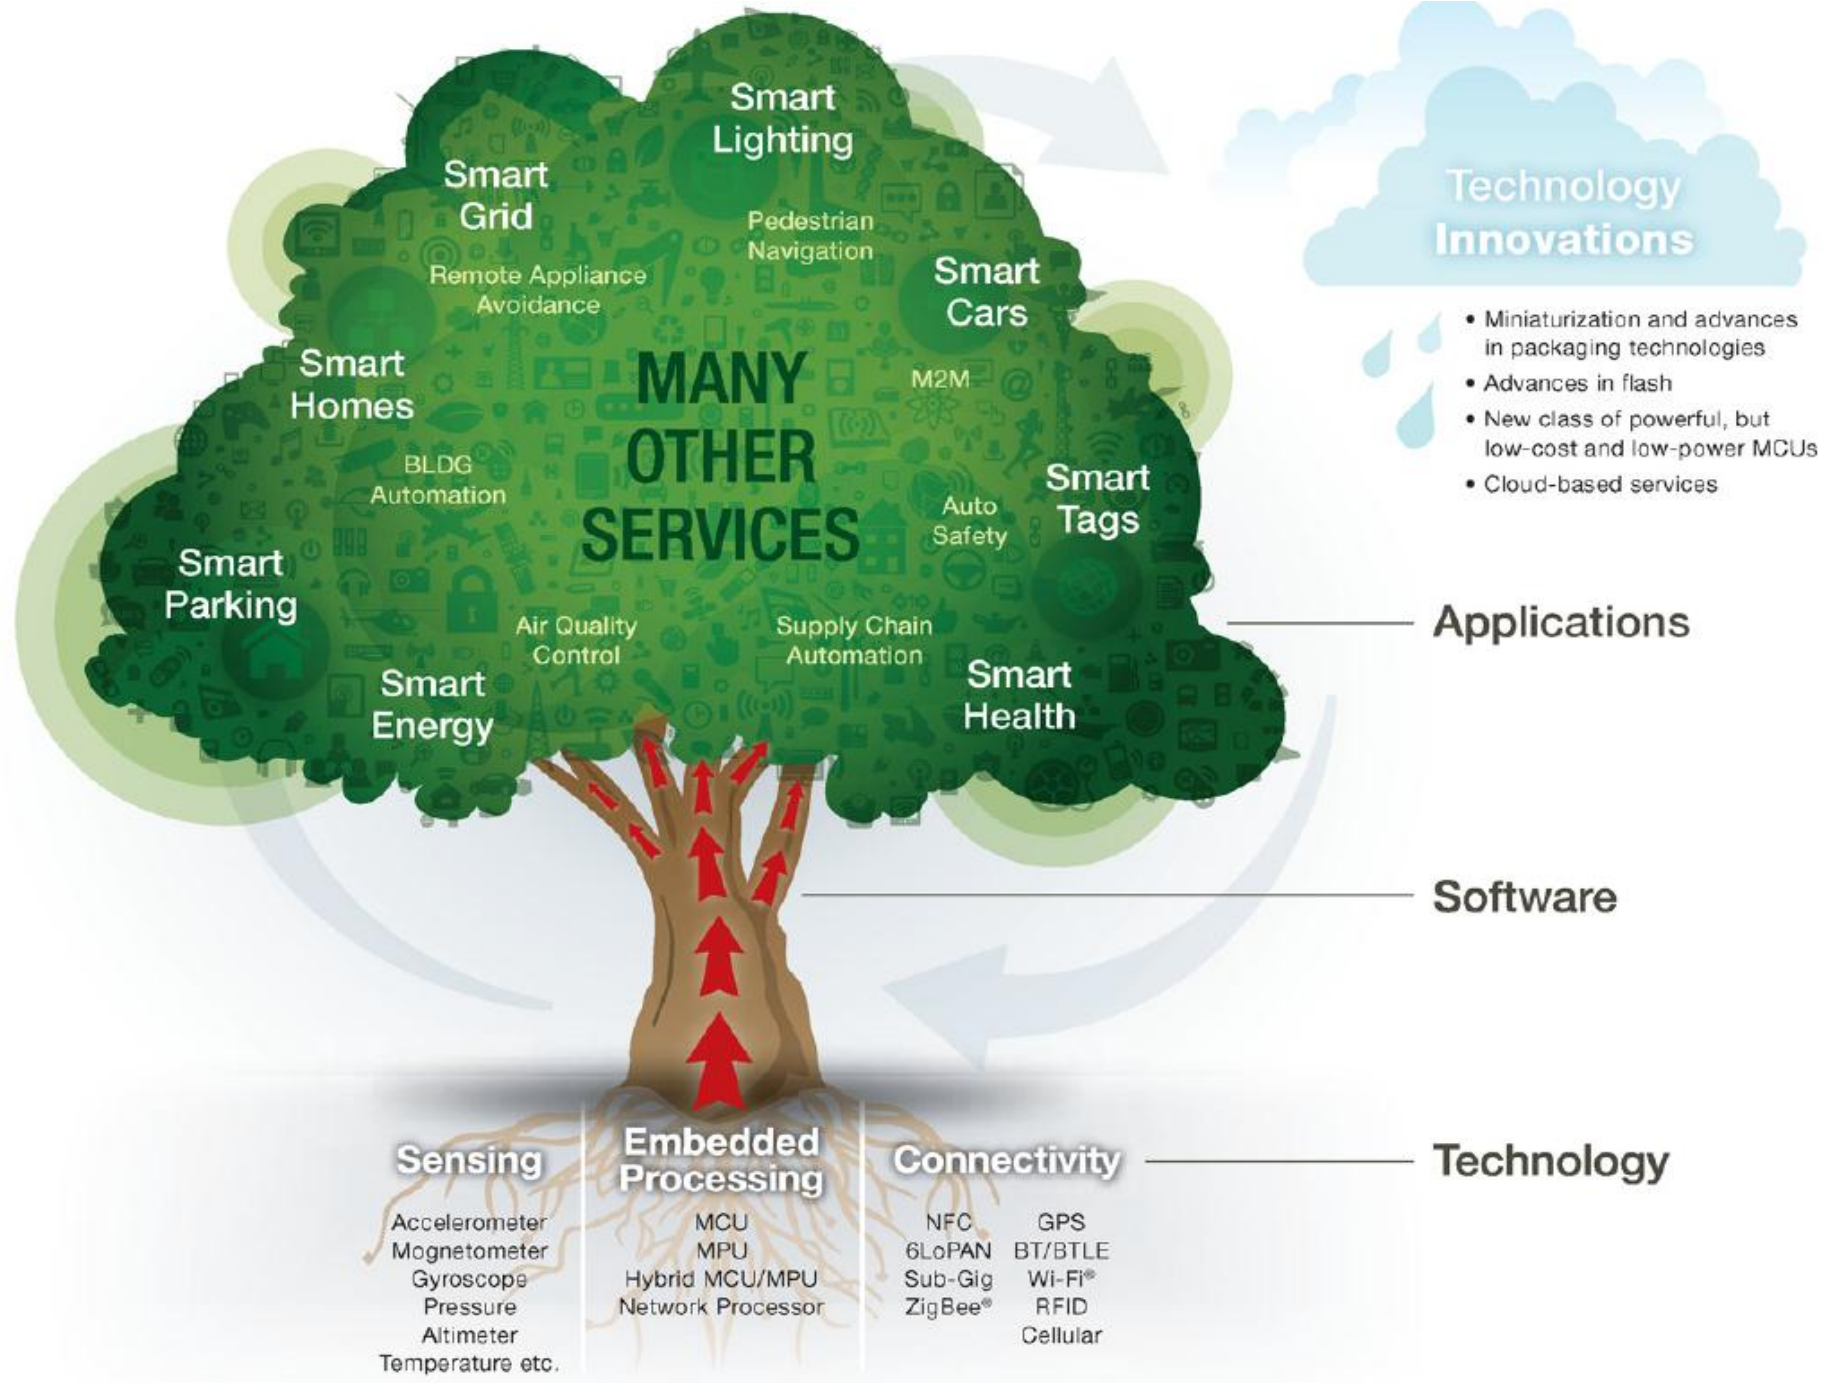 Smart
Lighting
Smart
Grid
Pedestrian
Navigation
Remote Appliance
Avoidance
Smart
Cars
Smart
Homes
M2M
MANY
OTHER
SERVICES
BLDG
Automation
Smart
Tags
Auto
Safety
Smart
Parking
Air Quality
Control
Supply Chain
Automation
Smart
Energy
Smart
Health
Technology
Innovations
• Miniaturization and advances
in packaging technologies
• Advances in flash
• New class of powerful, but
low-cost and low-power MCUs
• Cloud-based services
Applications
Software
Technology
Sensing
Accelerometer
Mognetometer
Gyroscope
Pressure
Altimeter
Temperature etc.
Embedded
Processing
MCU
MPU
Hybrid MCU/MPU
Network Processor
Connectivity
NFC GPS
6LoPAN BT/BTLE
Sub-Gig Wi-Fi®
ZigBee® RFID
Cellular